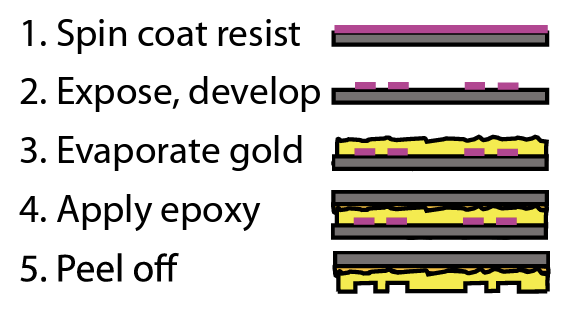 1. Spin coat resist
2. Expose, develop
3. Evaporate gold
4. Apply epoxy
5. Peel off